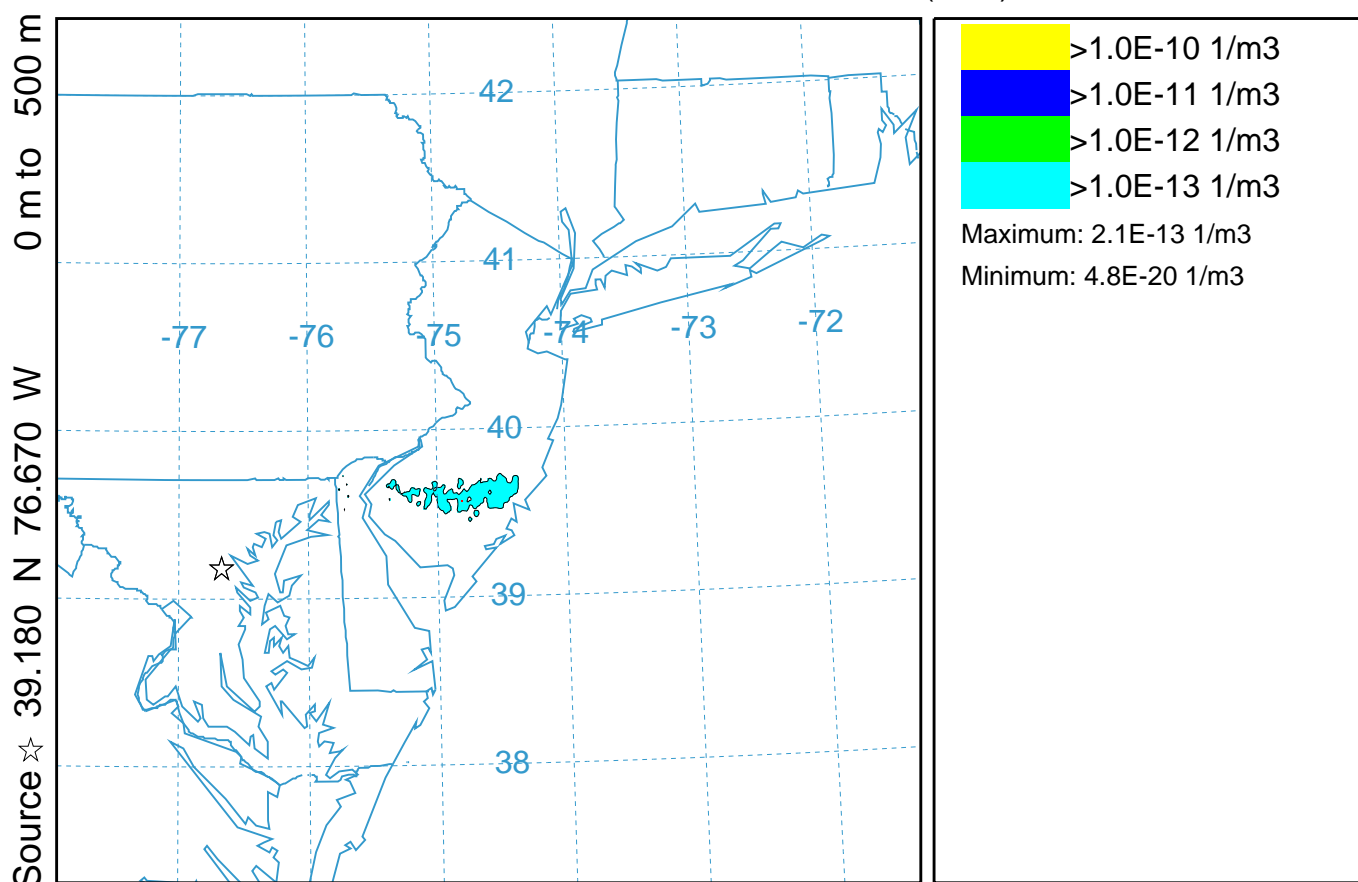 Source ☆ 39.180 N 76.670 W 0 m to 500 m
42
41
-77 -76 -75 -74 -73 -72
40
39
38
>1.0E-10 1/m3
>1.0E-11 1/m3
>1.0E-12 1/m3
>1.0E-13 1/m3
Maximum: 2.1E-13 1/m3
Minimum: 4.8E-20 1/m3